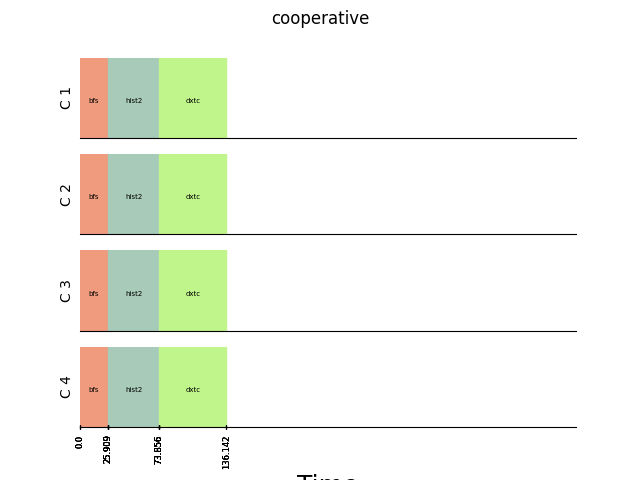 cooperative
C 1
bfs hist2 dxtc
C 2
bfs hist2 dxtc
C 3
bfs hist2 dxtc
C 4
bfs hist2 dxtc
0.0 25.909 73.856 136.142
Time